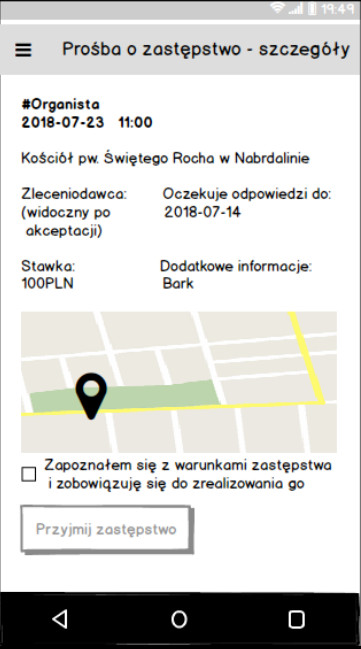 19:49
Prośba o zastępstwo - szczegóły
#Organista
2018-07-23 11:00
Kościół pw. Świętego Rocha w Nabrdalinie
Zleceniodawca:
(widoczny po
akceptacji)
Oczekuje odpowiedzi do:
2018-07-14
Stawka:
100PLN
Dodatkowe informacje:
Bark
Zapoznałem się z warunkami zastępstwa
i zobowiązuję się do zrealizowania go
Przyjmij zastępstwo